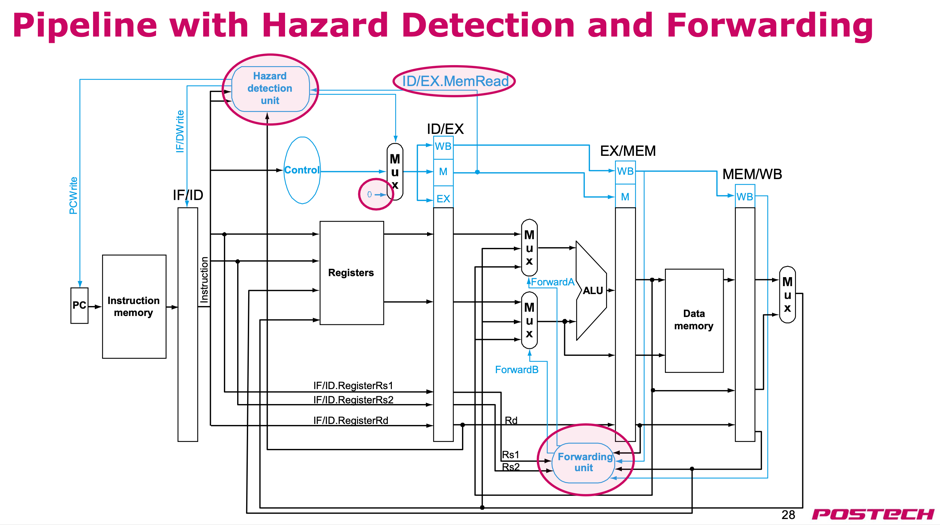 Pipeline with Hazard Detection and Forwarding
Hazard
detection
unit
ID/EX.MemRead
IF/DWrite
PCWrite
IF/ID
Control
M
u
x
0
ID/EX
WB
M
EX
EX/MEM
WB
M
MEM/WB
WB
PC
Instruction
memory
Instruction
Registers
M
u
x
ForwardA
M
u
x
ForwardB
ALU
Data
memory
M
u
x
IF/ID.RegisterRs1
IF/ID.RegisterRs2
IF/ID.RegisterRd
Rd
Rs1
Rs2
Forwarding
unit
28
POSTECH